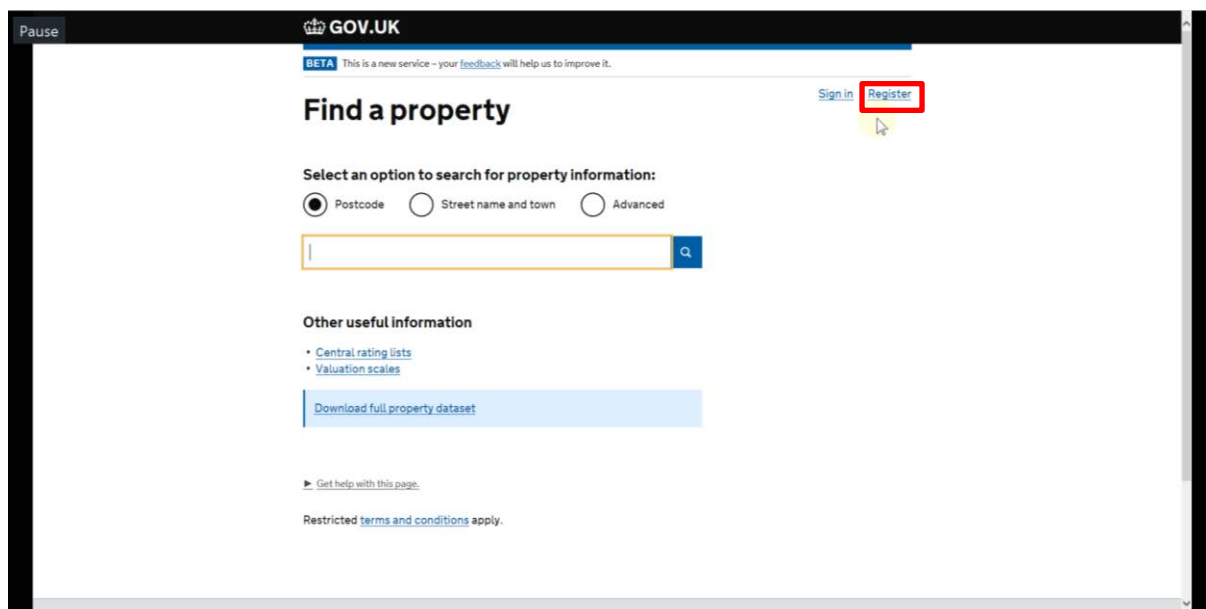 Pause
GOV.UK
BETA This is a new service – your feedback will help us to improve it.
Sign in Register
Find a property
Select an option to search for property information:
Postcode Street name and town Advanced
Other useful information
• Central rating lists
• Valuation scales
Download full property dataset
► Get help with this page.
Restricted terms and conditions apply.